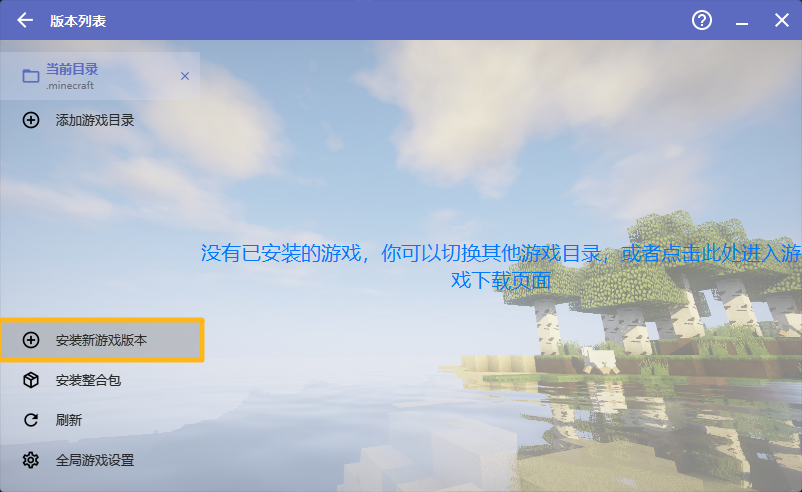 版本列表
当前目录
.minecraft
添加游戏目录
没有已安装的游戏，你可以切换其他游戏目录，或者点击此处进入游
戏下载页面
安装新游戏版本
安装整合包
刷新
全局游戏设置